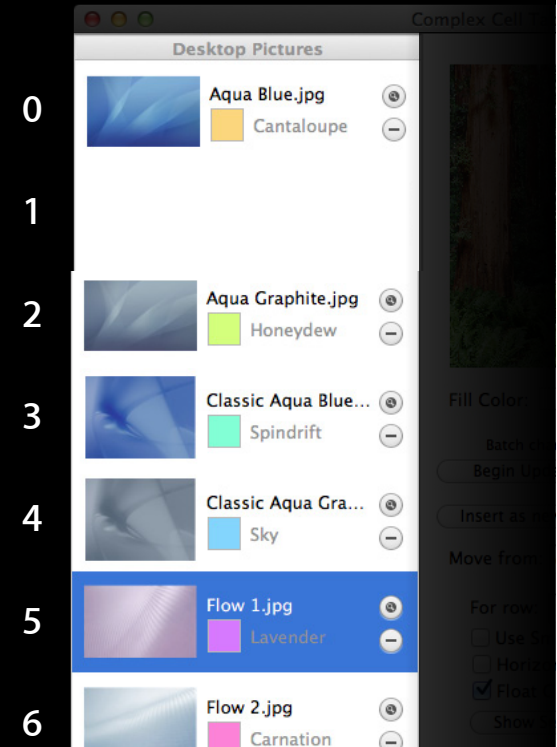 Complex Cell T
Desktop Pictures
0
Aqua Blue.jpg
Cantaloupe
1
2
Aqua Graphite.jpg
Honeydew
3
Classic Aqua Blue...
Spindrift
4
Classic Aqua Gra...
Sky
5
Flow 1.jpg
Lavender
6
Flow 2.jpg
Carnation
Fill Color:
Batch
Begin Up
Insert as
Move from
For row
Use S
Horiz
Float
Show